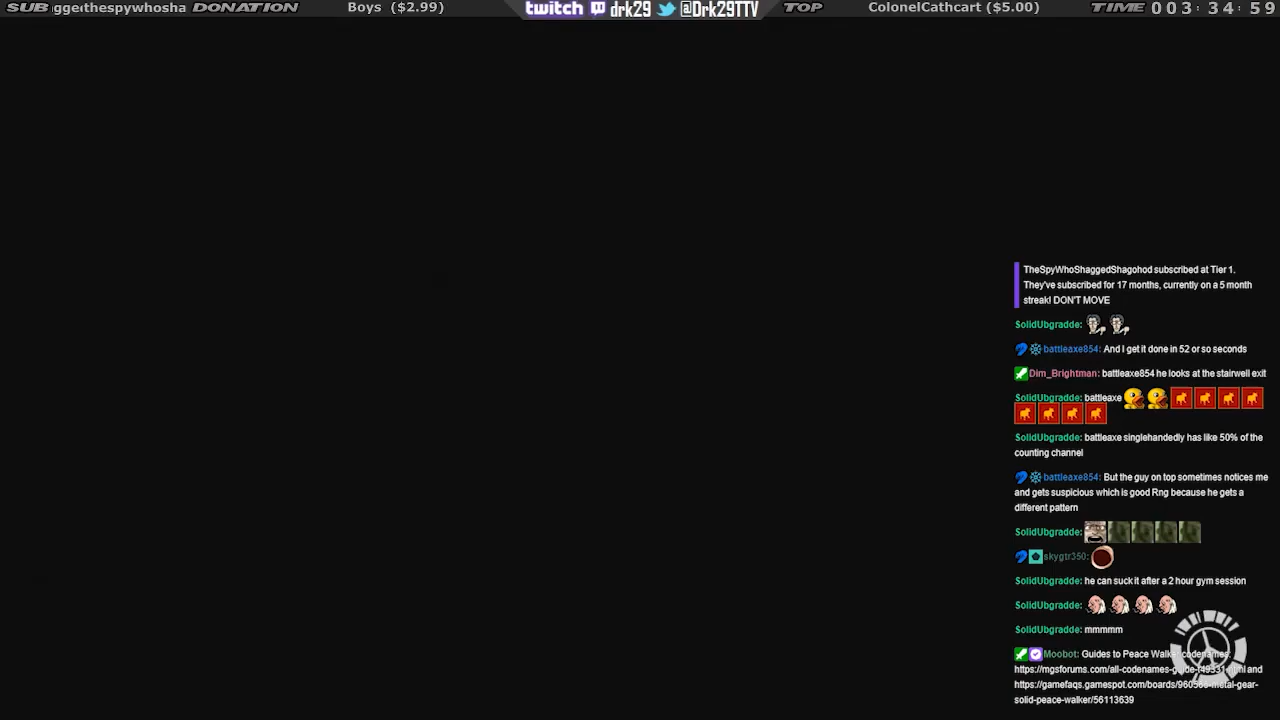 SUB ggethespywhosha DONATION Boys ($2.99) twitch drk29 @Drk29TTV TOP ColonelCathcart ($5.00) TIME 003:34:59
TheSpyWhoShaggedShagohod subscribed at Tier 1.
They've subscribed for 17 months, currently on a 5 month
streak! DON'T MOVE
SolidUbgradde:
battleaxe854: And I get it done in 52 or so seconds
Dim_Brightman: battleaxe854 he looks at the stairwell exit
SolidUbgradde: battleaxe
SolidUbgradde: battleaxe singlehandedly has like 50% of the
counting channel
battleaxe854: But the guy on top sometimes notices me
and gets suspicious which is good Rng because he gets a
different pattern
SolidUbgradde:
skygtr350:
SolidUbgradde: he can suck it after a 2 hour gym session
SolidUbgradde:
SolidUbgradde: mmmmm
Moobot: Guides to Peace Walker codenames:
https://mgsforums.com/all-codenames-guide-t49331.html and
https://gamefaqs.gamespot.com/boards/960566-metal-gear-
solid-peace-walker/56113639